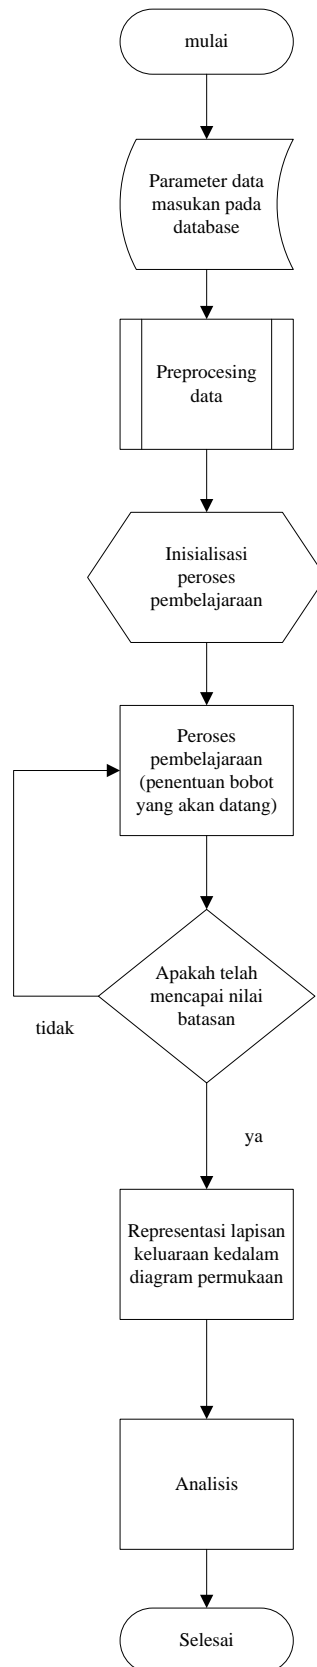 mulai
Parameter data
masukan pada
database
Preprocesing
data
Inisialisasi
peroses
pembelajaraan
Peroses
pembelajaraan
(penentuan bobot
yang akan datang)
Apakah telah
mencapai nilai
batasan
tidak
ya
Representasi lapisan
keluaraan kedalam
diagram permukaan
Analisis
Selesai